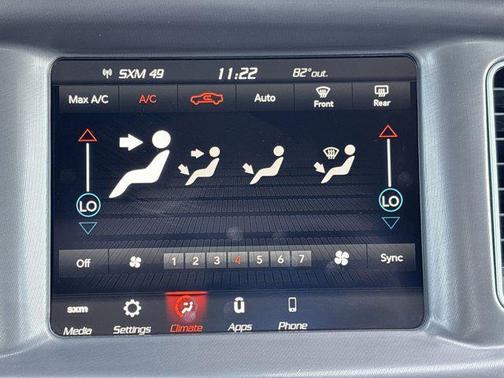 SXM 49 11:22 82°out.
Max A/C A/C Auto Front Rear
LO LO
Off 1 2 3 4 5 6 7 Sync
sxm ü
Media Settings Climate Apps Phone